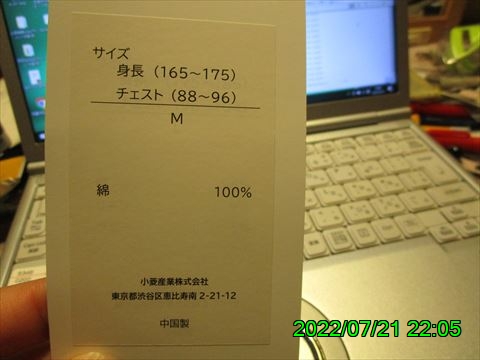 サイズ
身長（165～175）
チェスト（88～96）
M
綿 100%
小菱産業株式会社
東京都渋谷区恵比寿南 2-21-12
中国製
2022/07/21 22:05